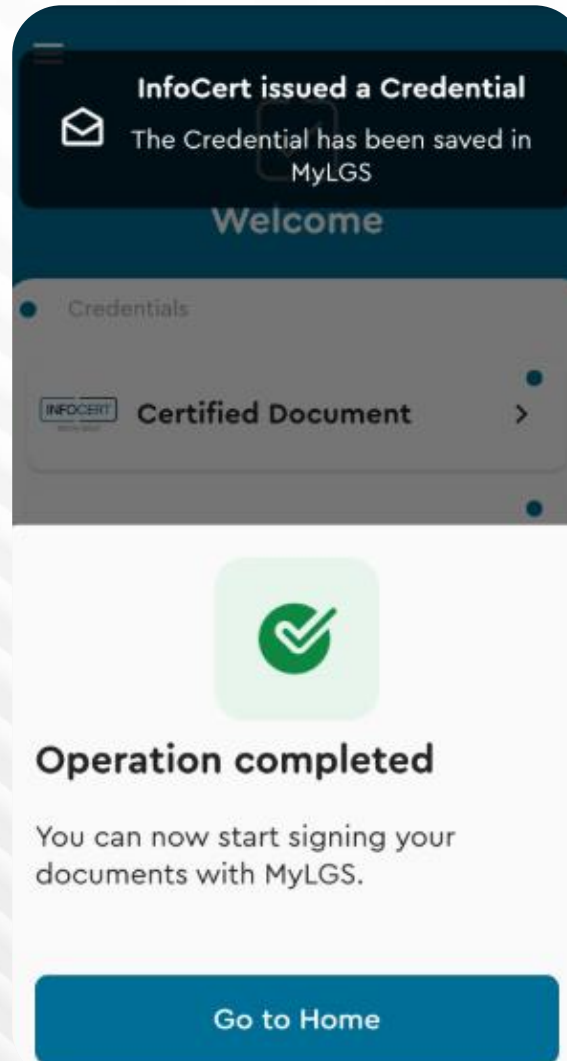 InfoCert issued a Credential
The Credential has been saved in
MyLGS
Welcome
Credentials
INFOCERT
Certified Document
Operation completed
You can now start signing your
documents with MyLGS.
Go to Home